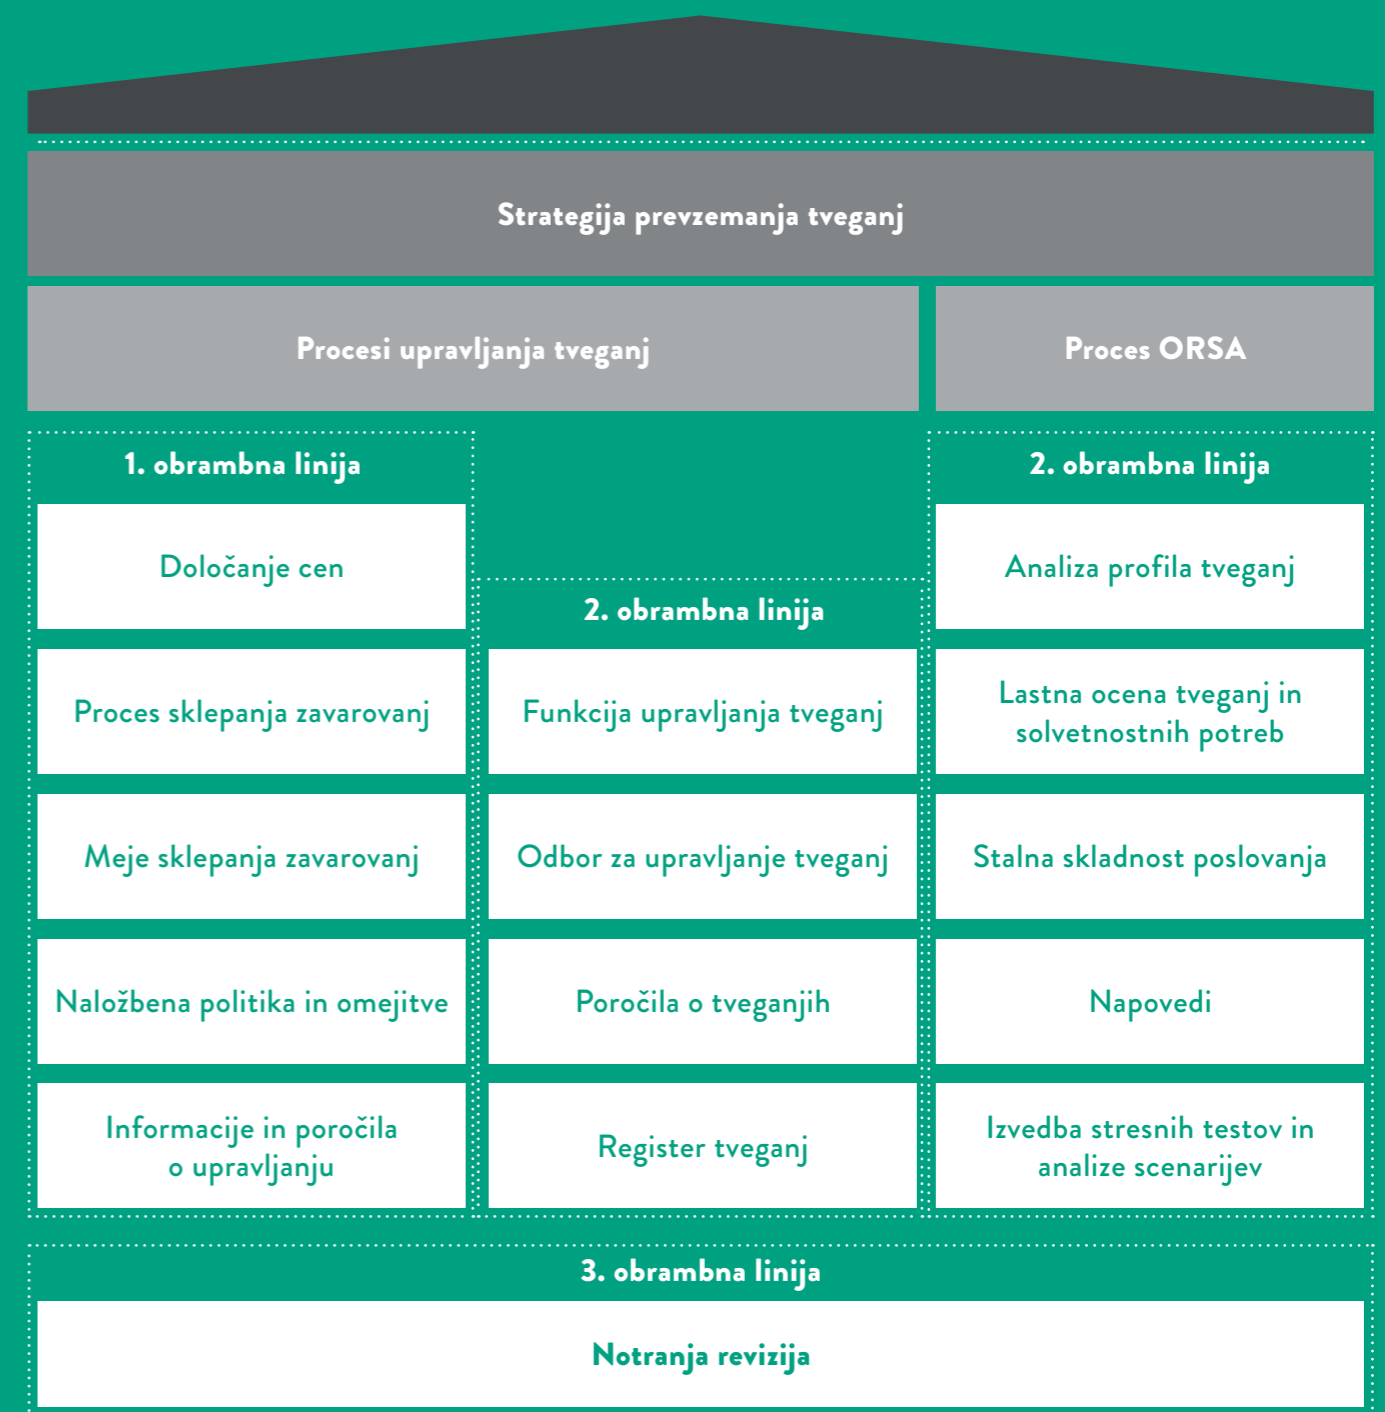 Strategija prevzemanja tveganj
Procesi upravljanja tveganj
Proces ORSA
1. obrambna linija
Določanje cen
Proces sklepanja zavarovanj
Meje sklepanja zavarovanj
Naložbena politika in omejitve
Informacije in poročila
o upravljanju
2. obrambna linija
Funkcija upravljanja tveganj
Odbor za upravljanje tveganj
Poročila o tveganjih
Register tveganj
2. obrambna linija
Analiza profila tveganj
Lastna ocena tveganj in
solvetnostnih potreb
Stalna skladnost poslovanja
Napovedi
Izvedba stresnih testov in
analize scenarijev
3. obrambna linija
Notranja revizija